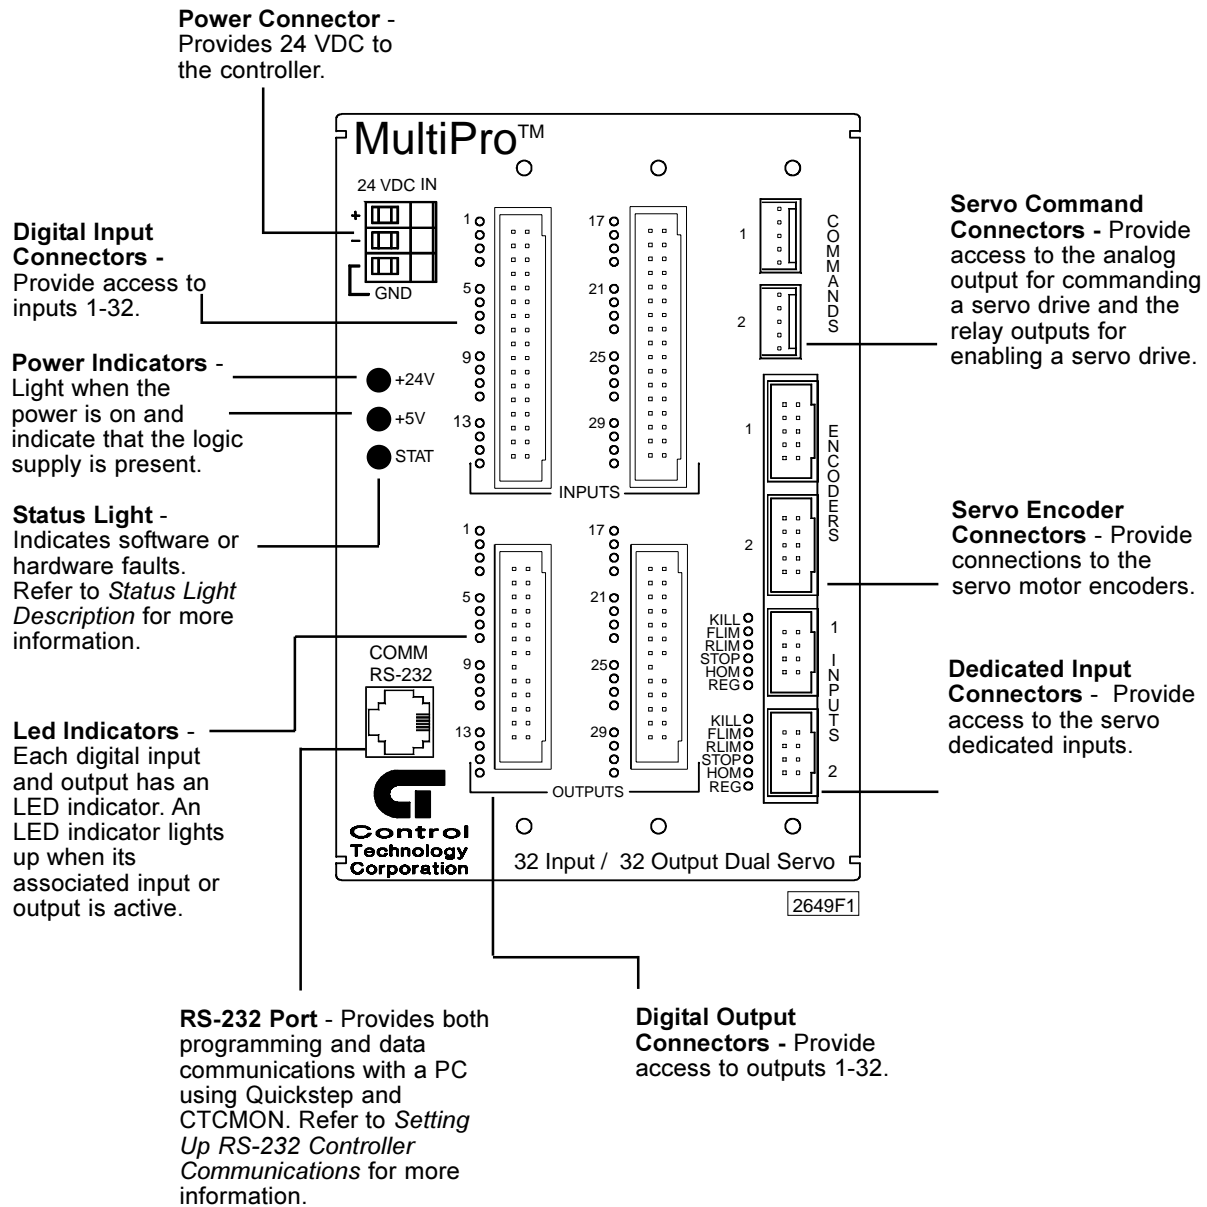 Power Connector -
Provides 24 VDC to
the controller.
MultiPro™
24 VDC IN
+
−
GND
Digital Input
Connectors -
Provide access to
inputs 1-32.
Power Indicators -
Light when the
power is on and
indicate that the logic
supply is present.
+24V
+5V
STAT
Status Light -
Indicates software or
hardware faults.
Refer to Status Light
Description for more
information.
COMM
RS-232
Led Indicators -
Each digital input
and output has an
LED indicator. An
LED indicator lights
up when its
associated input or
output is active.
1
5
9
13
17
21
25
29
INPUTS
1
5
9
13
17
21
25
29
OUTPUTS
1
2
COMMANDS
1
2
ENCODERS
KILL
FLIM
RLIM
STOP
HOM
REG
KILL
FLIM
RLIM
STOP
HOM
REG
1
INPUTS
2
Control
Technology
Corporation
32 Input / 32 Output Dual Servo
2649F1
Servo Command
Connectors - Provide
access to the analog
output for commanding
a servo drive and the
relay outputs for
enabling a servo drive.
Servo Encoder
Connectors - Provide
connections to the
servo motor encoders.
Dedicated Input
Connectors - Provide
access to the servo
dedicated inputs.
RS-232 Port - Provides both
programming and data
communications with a PC
using Quickstep and
CTCMON. Refer to Setting
Up RS-232 Controller
Communications for more
information.
Digital Output
Connectors - Provide
access to outputs 1-32.